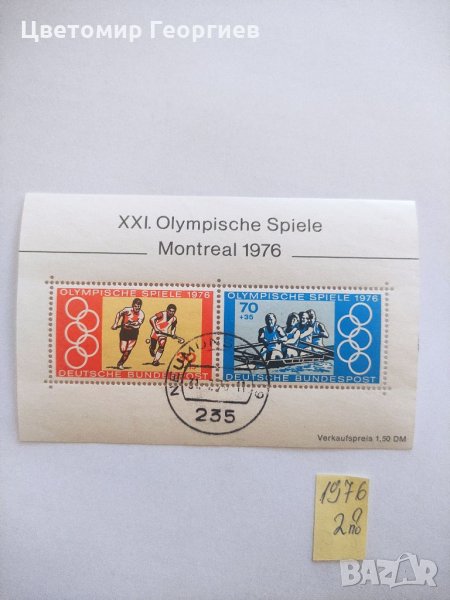 Цветомир Георгиев
XXI. Olympische Spiele
Montreal 1976
OLYMPISCHE SPIELE 1976
DEUTSCHE BUNDESPOST
OLYMPISCHE SPIELE 1976
70
+35
DEUTSCHE BUNDESPOST
235
Verkaufspreis 1,50 DM
1976
BAZAR